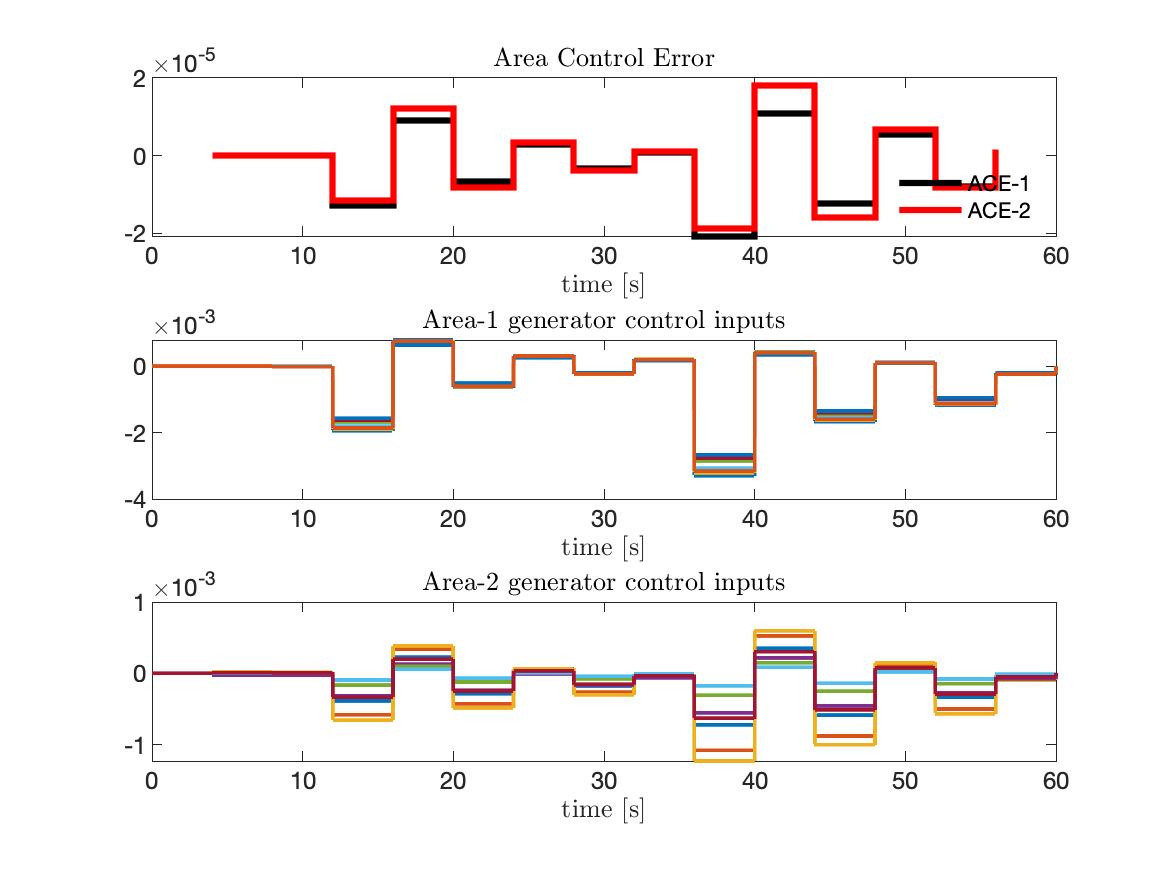 ×10-5
Area Control Error
2
0
-2
ACE-1
ACE-2
0 10 20 30 40 50 60
time [s]
×10-3
Area-1 generator control inputs
0
-2
-4
0 10 20 30 40 50 60
time [s]
×10-3
Area-2 generator control inputs
1
0
-1
0 10 20 30 40 50 60
time [s]